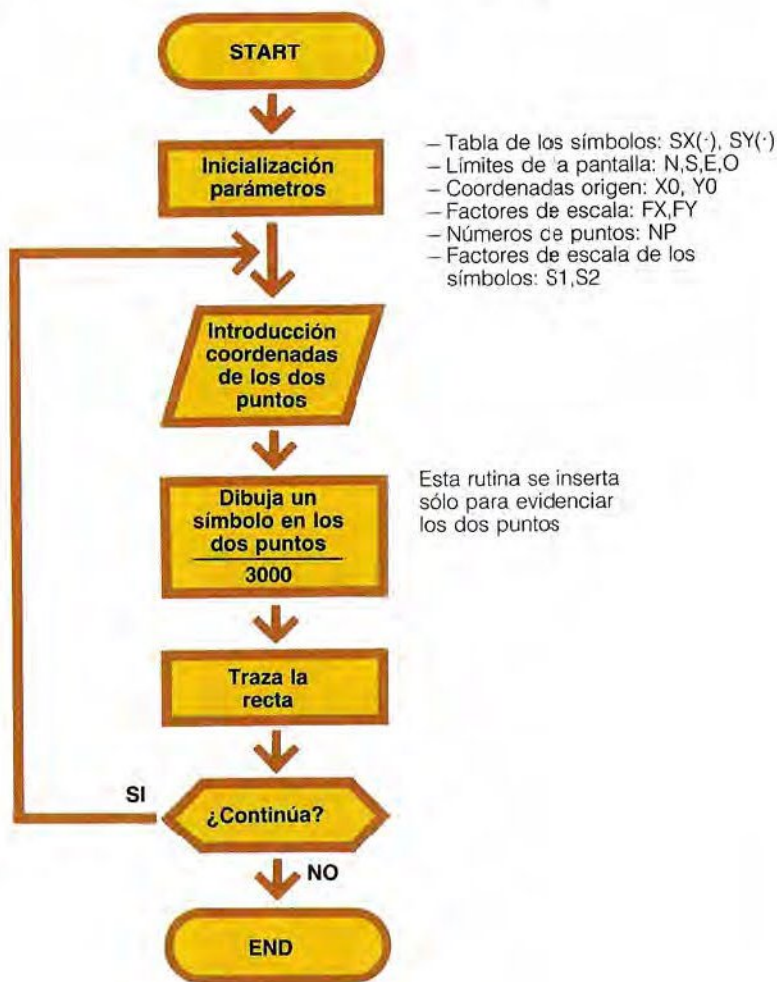 START
Inicialización
parámetros
– Tabla de los símbolos: SX(·), SY(·)
– Límites de a pantalla: N,S,E,O
– Coordenadas origen: X0, Y0
– Factores de escala: FX,FY
– Números de puntos: NP
– Factores de escala de los
símbolos: S1,S2
Introducción
coordenadas
de los dos
puntos
Dibuja un
símbolo en los
dos puntos
3000
Esta rutina se inserta
sólo para evidenciar
los dos puntos
Traza la
recta
SI
¿Continúa?
NO
END